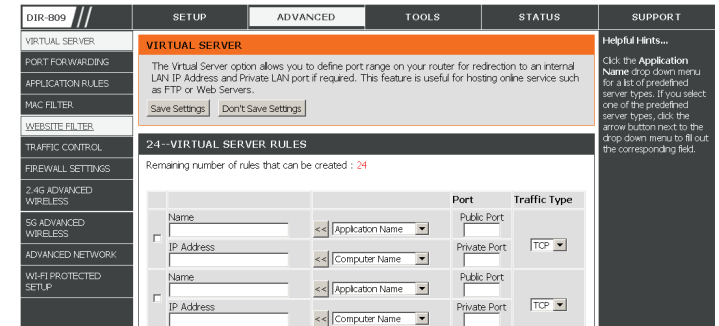 DIR-809
SETUP
ADVANCED
TOOLS
STATUS
SUPPORT
VIRTUAL SERVER
PORT FORWARDING
APPLICATION RULES
MAC FILTER
WEBSITE FILTER
TRAFFIC CONTROL
FIREWALL SETTINGS
2.4G ADVANCED
WIRELESS
5G ADVANCED
WIRELESS
ADVANCED NETWORK
WI-FI PROTECTED
SETUP
VIRTUAL SERVER
The Virtual Server option allows you to define port range on your router for redirection to an internal
LAN IP Address and Private LAN port if required. This feature is useful for hosting online service such
as FTP or Web Servers.
Save Settings Don't Save Settings
24--VIRTUAL SERVER RULES
Remaining number of rules that can be created : 24
Port Traffic Type
Name Public Port
<< Application Name
IP Address Private Port TCP
<< Computer Name
Name Public Port
<< Application Name
IP Address Private Port TCP
<< Computer Name
Helpful Hints...
Click the Application
Name drop down menu
for a list of predefined
server types. If you select
one of the predefined
server types, click the
arrow button next to the
drop down menu to fill out
the corresponding field.